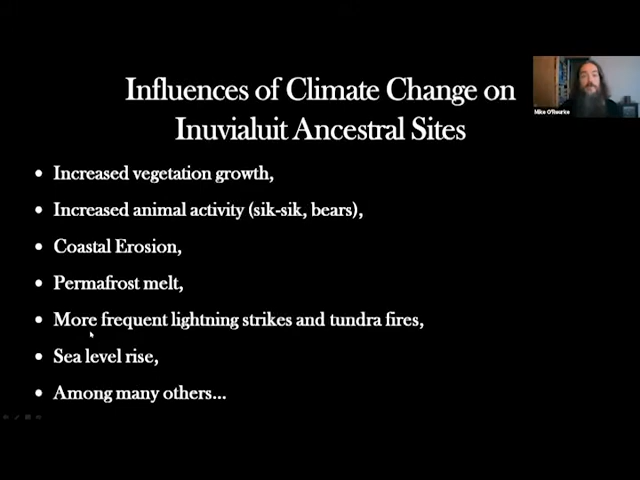 Influences of Climate Change on
Inuvialuit Ancestral Sites
Mike O'Rourke
• Increased vegetation growth,
• Increased animal activity (sik-sik, bears),
• Coastal Erosion,
• Permafrost melt,
• More frequent lightning strikes and tundra fires,
• Sea level rise,
• Among many others...